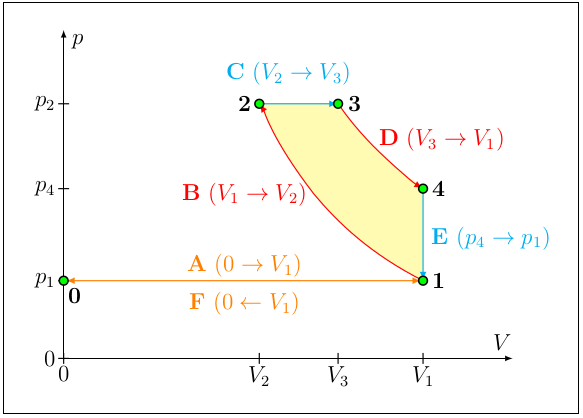 p
C (V₂ → V₃)
p₂
2
3
D (V₃ → V₁)
p₄
B (V₁ → V₂)
4
E (p₄ → p₁)
A (0 → V₁)
p₁
1
0
F (0 ← V₁)
V
0
0
V₂
V₃
V₁